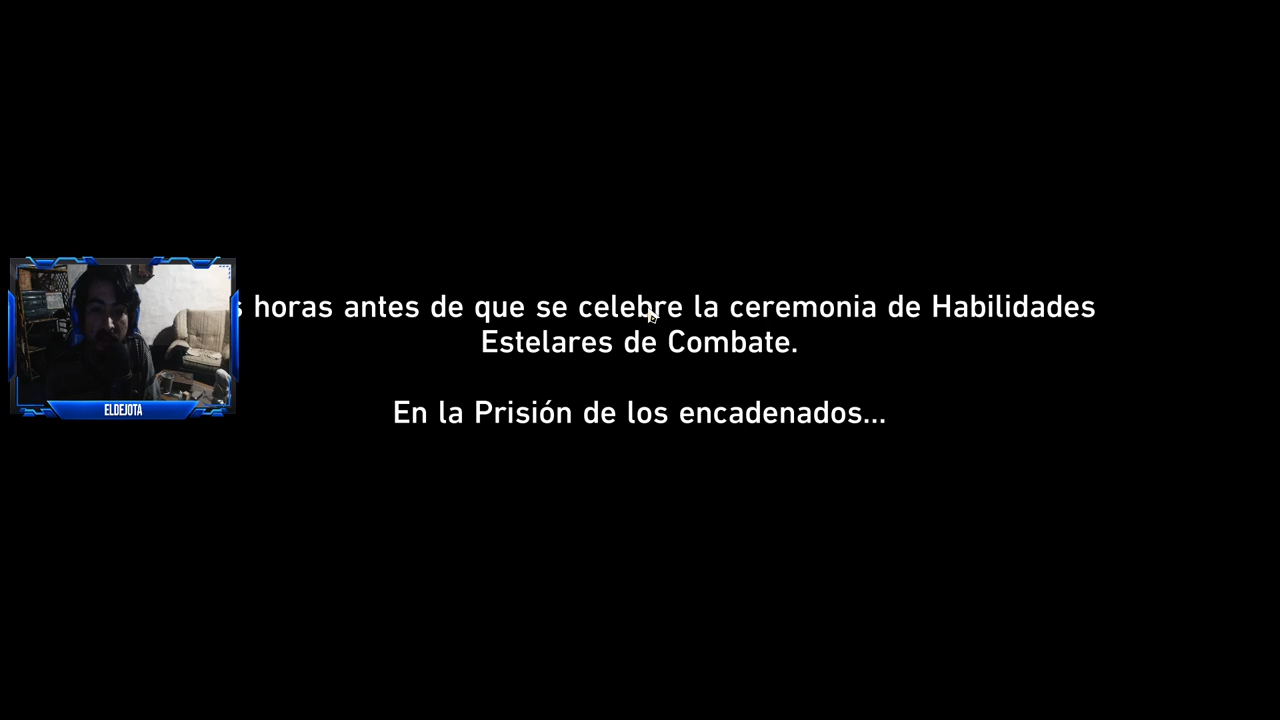 horas antes de que se celebre la ceremonia de Habilidades
Estelares de Combate.
En la Prisión de los encadenados...
ELDEJOTA